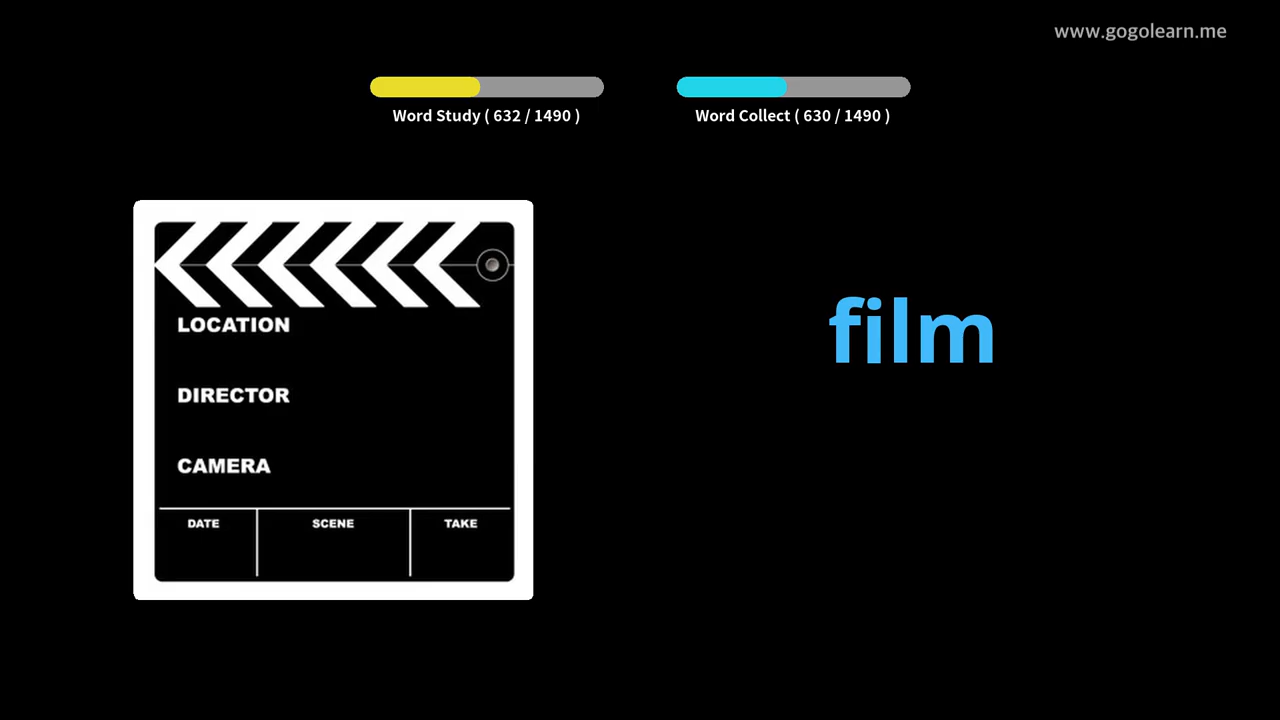 www.gogolearn.me
Word Study ( 632 / 1490 )
Word Collect ( 630 / 1490 )
LOCATION
DIRECTOR
CAMERA
DATE
SCENE
TAKE
film